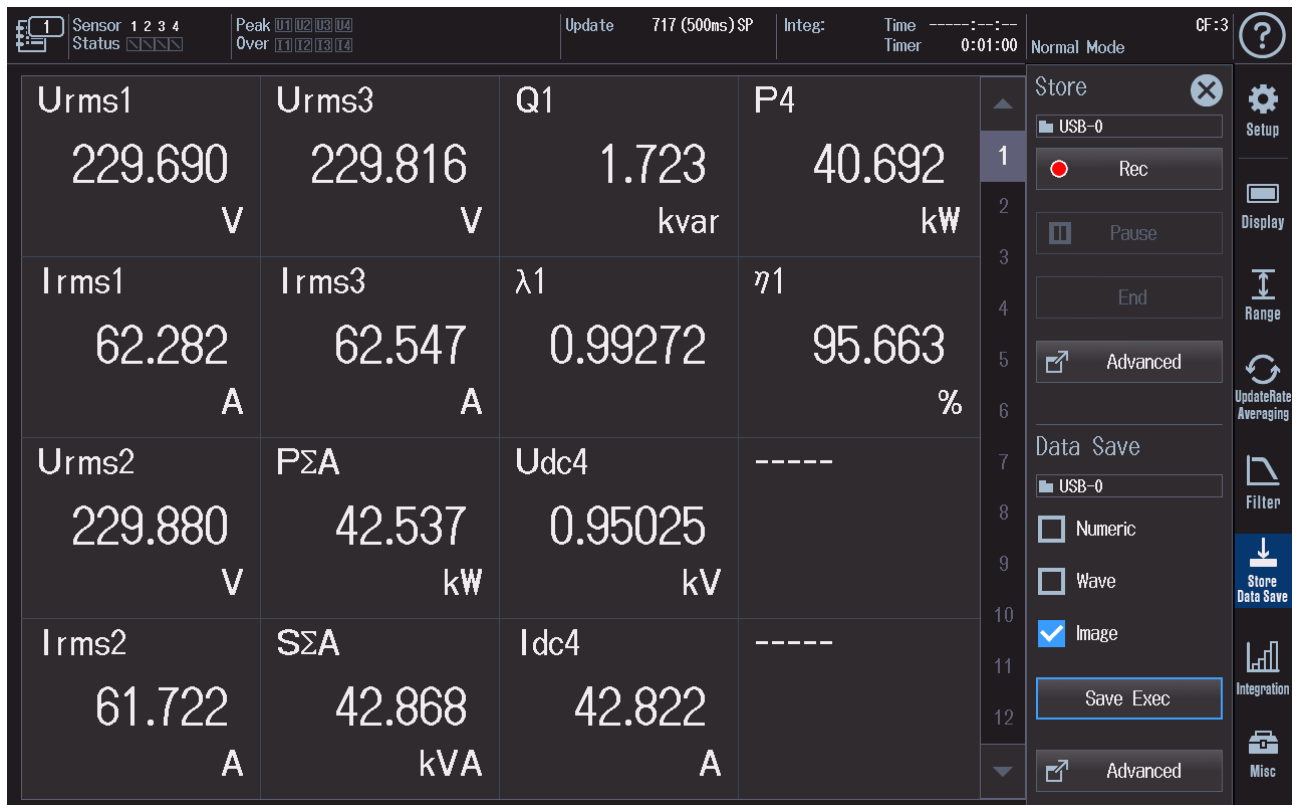 1 Sensor 1 2 3 4 Peak U1 U2 U3 U4 Update 717 (500ms)SP Integ: Time -----:--:-- CF:3 ?
Status Over I1 I2 I3 I4 Timer 0:01:00 Normal Mode
Urms1 Urms3 Q1 P4
229.690 229.816 1.723 40.692
V V kvar kW
Irms1 Irms3 λ1 η1
62.282 62.547 0.99272 95.663
A A %
Urms2 PΣA Udc4 -----
229.880 42.537 0.95025
V kW kV
Irms2 SΣA Idc4 -----
61.722 42.868 42.822
A kVA A
1
2
3
4
5
6
7
8
9
10
11
12
Store
USB-0
Rec
Pause
End
Advanced
Data Save
USB-0
Numeric
Wave
Image
Save Exec
Advanced
Setup
Display
Range
UpdateRate
Averaging
Filter
Store
Data Save
Integration
Misc